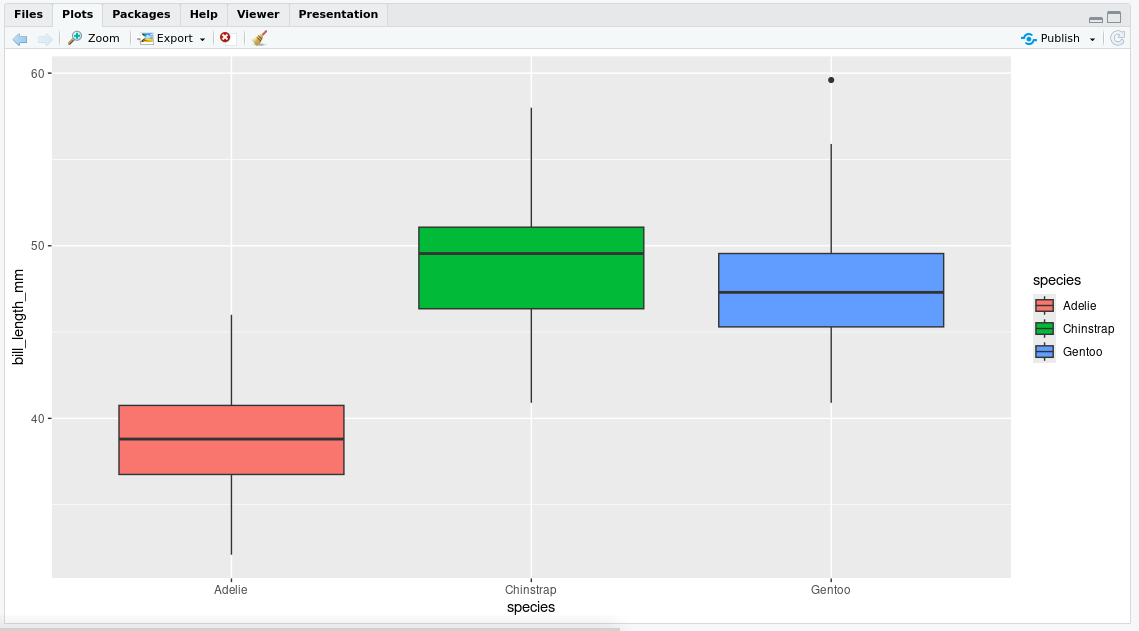 Files Plots Packages Help Viewer Presentation
Zoom Export Publish
60
50
40
bill_length_mm
Adelie Chinstrap Gentoo
species
species
Adelie
Chinstrap
Gentoo